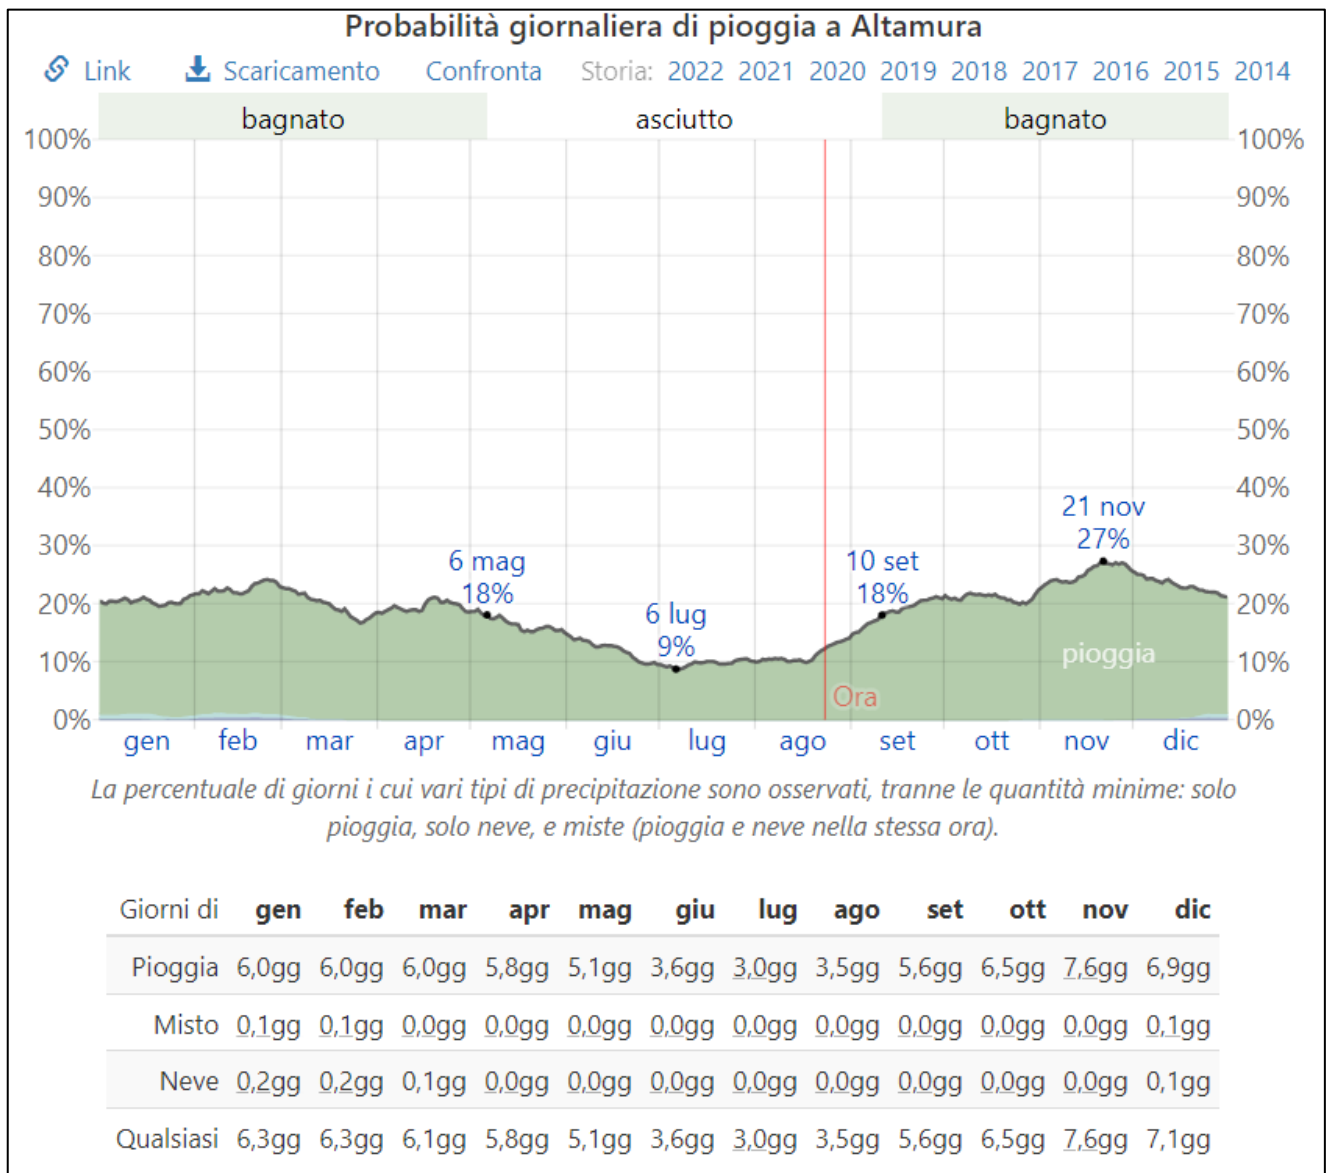 Probabilità giornaliera di pioggia a Altamura
Link Scaricamento Confronta Storia: 2022 2021 2020 2019 2018 2017 2016 2015 2014
bagnato asciutto bagnato
100% 100%
90% 90%
80% 80%
70% 70%
60% 60%
50% 50%
40% 40%
21 nov
30% 27% 30%
6 mag 10 set
18% 18%
20% 20%
6 lug
9%
10% pioggia 10%
Ora
0% 0%
gen feb mar apr mag giu lug ago set ott nov dic
La percentuale di giorni i cui vari tipi di precipitazione sono osservati, tranne le quantità minime: solo
pioggia, solo neve, e miste (pioggia e neve nella stessa ora).
Giorni di gen feb mar apr mag giu lug ago set ott nov dic
Pioggia 6,0gg 6,0gg 6,0gg 5,8gg 5,1gg 3,6gg 3,0gg 3,5gg 5,6gg 6,5gg 7,6gg 6,9gg
Misto 0,1gg 0,1gg 0,0gg 0,0gg 0,0gg 0,0gg 0,0gg 0,0gg 0,0gg 0,0gg 0,0gg 0,1gg
Neve 0,2gg 0,2gg 0,1gg 0,0gg 0,0gg 0,0gg 0,0gg 0,0gg 0,0gg 0,0gg 0,0gg 0,1gg
Qualsiasi 6,3gg 6,3gg 6,1gg 5,8gg 5,1gg 3,6gg 3,0gg 3,5gg 5,6gg 6,5gg 7,6gg 7,1gg